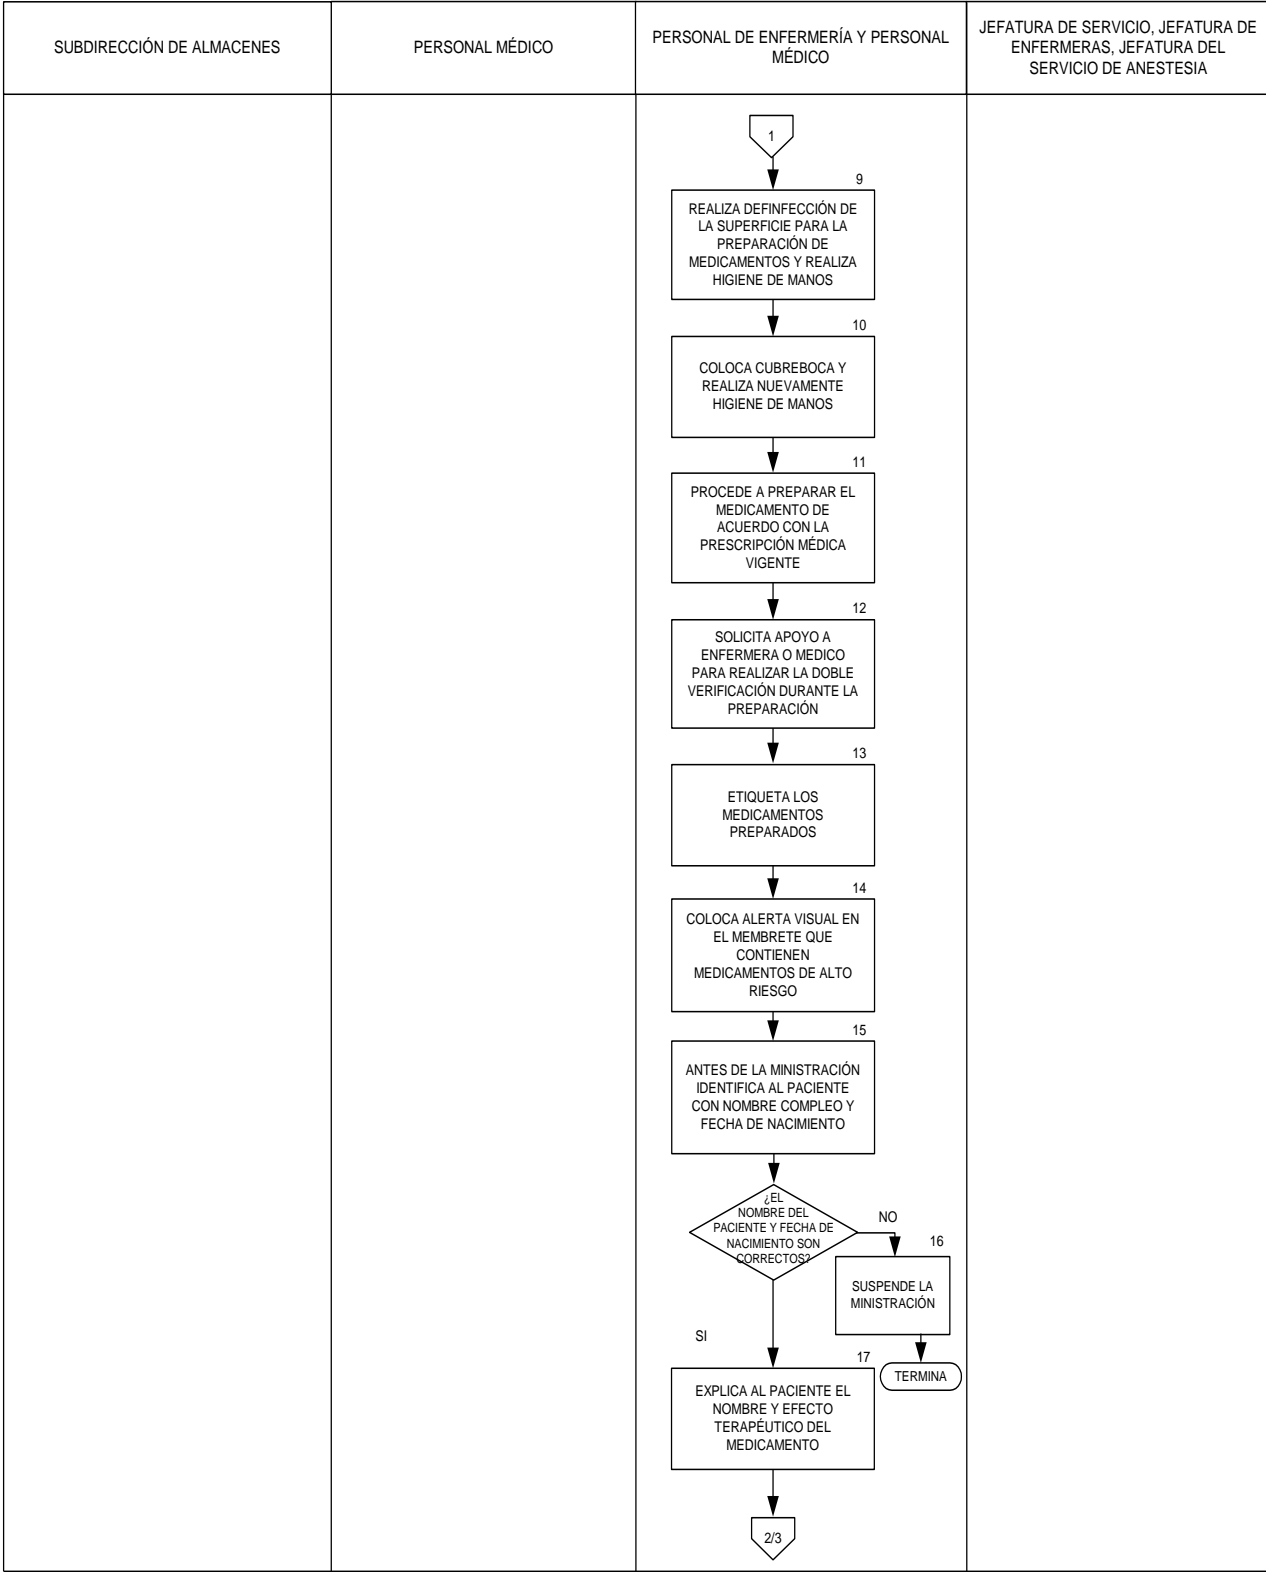 SUBDIRECCIÓN DE ALMACENES
PERSONAL MÉDICO
PERSONAL DE ENFERMERÍA Y PERSONAL
MÉDICO
JEFATURA DE SERVICIO, JEFATURA DE
ENFERMERAS, JEFATURA DEL
SERVICIO DE ANESTESIA
1
9
REALIZA DEFINFECCIÓN DE
LA SUPERFICIE PARA LA
PREPARACIÓN DE
MEDICAMENTOS Y REALIZA
HIGIENE DE MANOS
10
COLOCA CUBREBOCA Y
REALIZA NUEVAMENTE
HIGIENE DE MANOS
11
PROCEDE A PREPARAR EL
MEDICAMENTO DE
ACUERDO CON LA
PRESCRIPCIÓN MÉDICA
VIGENTE
12
SOLICITA APOYO A
ENFERMERA O MEDICO
PARA REALIZAR LA DOBLE
VERIFICACIÓN DURANTE LA
PREPARACIÓN
13
ETIQUETA LOS
MEDICAMENTOS
PREPARADOS
14
COLOCA ALERTA VISUAL EN
EL MEMBRETE QUE
CONTIENEN
MEDICAMENTOS DE ALTO
RIESGO
15
ANTES DE LA MINISTRACIÓN
IDENTIFICA AL PACIENTE
CON NOMBRE COMPLEO Y
FECHA DE NACIMIENTO
¿EL
NOMBRE DEL
PACIENTE Y FECHA DE
NACIMIENTO SON
CORRECTOS?
NO
16
SUSPENDE LA
MINISTRACIÓN
TERMINA
SI
17
EXPLICA AL PACIENTE EL
NOMBRE Y EFECTO
TERAPÉUTICO DEL
MEDICAMENTO
2/3